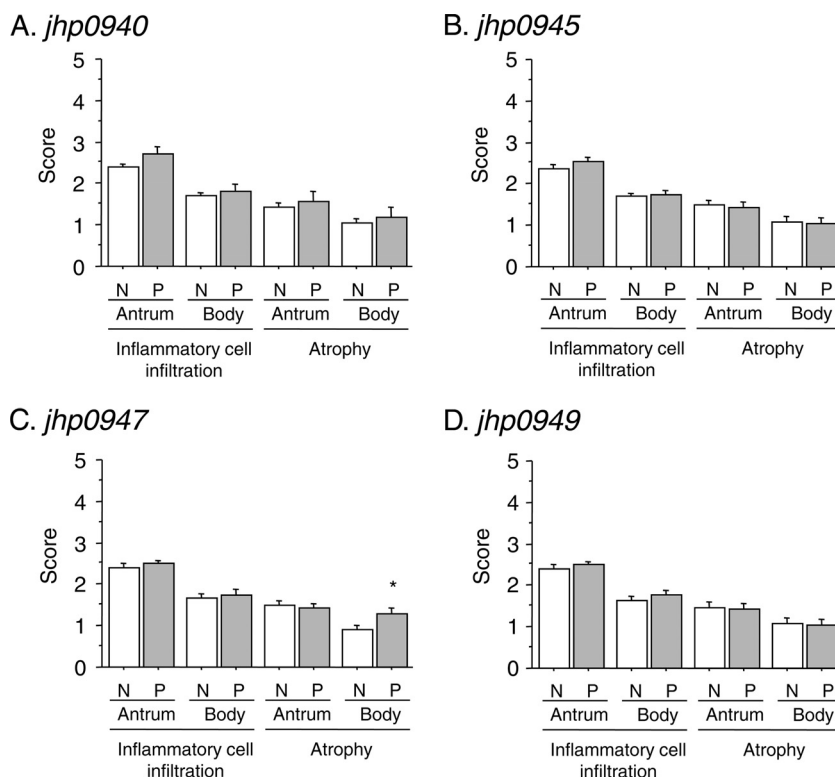 A. jhp0940
5
4
3
2
1
0
Score
N P N P N P N P
Antrum Body Antrum Body
Inflammatory cell infiltration
Atrophy
B. jhp0945
5
4
3
2
1
0
Score
N P N P N P N P
Antrum Body Antrum Body
Inflammatory cell infiltration
Atrophy
C. jhp0947
5
4
3
2
1
0
Score
*
N P N P N P N P
Antrum Body Antrum Body
Inflammatory cell infiltration
Atrophy
D. jhp0949
5
4
3
2
1
0
Score
N P N P N P N P
Antrum Body Antrum Body
Inflammatory cell infiltration
Atrophy